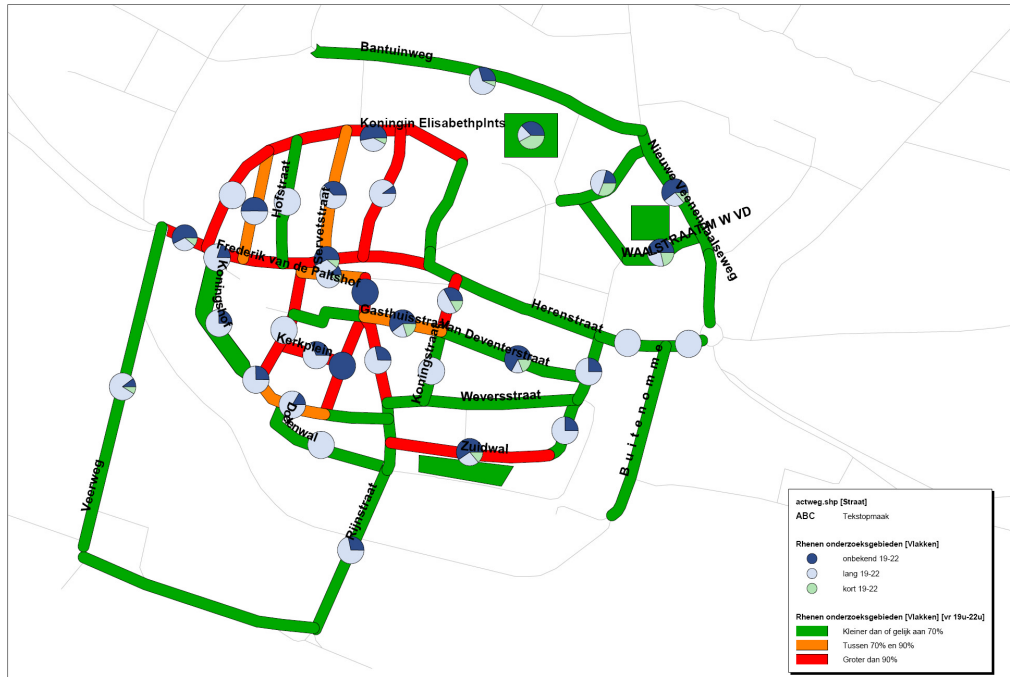 Bantuinweg
Koningin Elisabethplnts
Nieuwe Veenendaalseweg
Hofstraat
Servetstraat
WAALSTRAAT M W VD
Frederik van de Paltshof
Koningshof
Gasthuisstraat
Van Deventerstraat
Herenstraat
Kerkplein
Koningstraat
Weversstraat
Buitenomme
Zuidwal
Veerweg
Rijnstraat
actweg.shp [Straat]
ABC Tekstopmaak
Rhenen onderzoeksgebieden [Vlakken]
onbekend 19-22
lang 19-22
kort 19-22
Rhenen onderzoeksgebieden [Vlakken] [vr 19u-22u]
Kleiner dan of gelijk aan 70%
Tussen 70% en 90%
Groter dan 90%